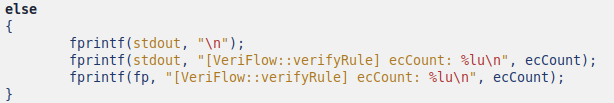 else
{
        fprintf(stdout, "\n");
        fprintf(stdout, "[VeriFlow::verifyRule] ecCount: %lu\n", ecCount);
        fprintf(fp, "[VeriFlow::verifyRule] ecCount: %lu\n", ecCount);
}